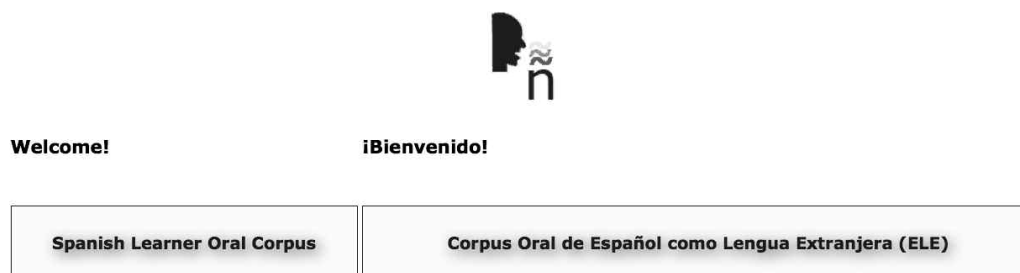 ñ
Welcome!
¡Bienvenido!
Spanish Learner Oral Corpus
Corpus Oral de Español como Lengua Extranjera (ELE)